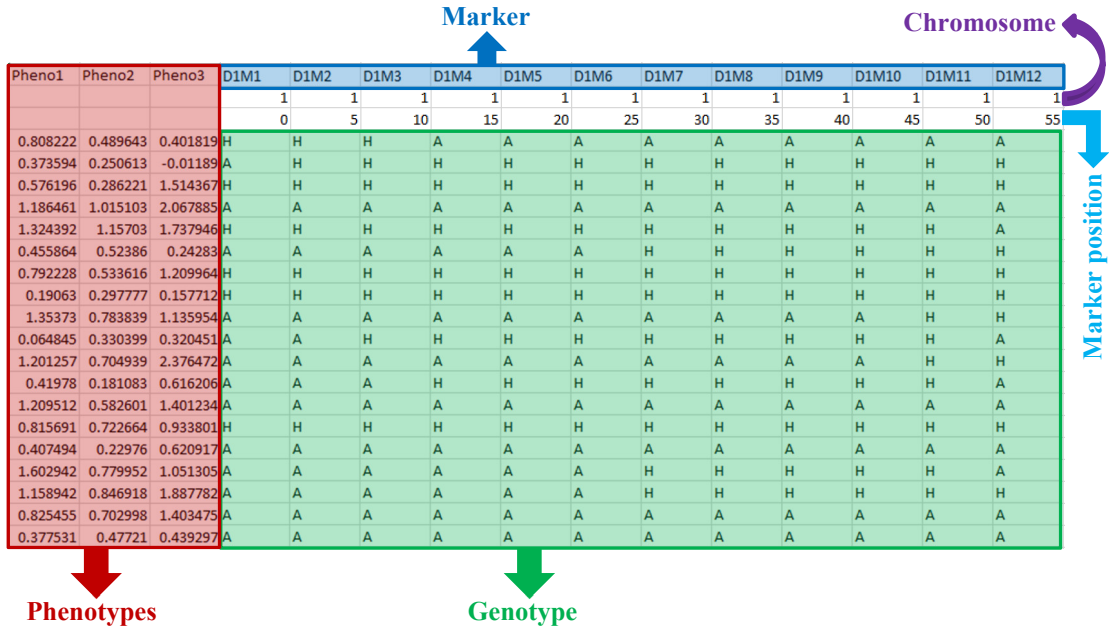 Marker
Chromosome
Pheno1 Pheno2 Pheno3 D1M1 D1M2 D1M3 D1M4 D1M5 D1M6 D1M7 D1M8 D1M9 D1M10 D1M11 D1M12
1 1 1 1 1 1 1 1 1 1 1 1
0 5 10 15 20 25 30 35 40 45 50 55
0.808222 0.489643 0.401819 H H H A A A A A A A A A
0.373594 0.250613 -0.01189 A H H H H H H H H H H H
0.576196 0.286221 1.514367 H H H H H H H H H H H H
1.186461 1.015103 2.067885 A A A A A A A A A A A A
1.324392 1.15703 1.737946 H H H H H H H H H H H A
0.455864 0.52386 0.24283 A A A A A A H H H H H H
0.792228 0.533616 1.209964 H H H H H H H H H H H H
0.19063 0.297777 0.157712 H H H H H H H H H H H H
1.35373 0.783839 1.135954 A A A A A A A A A A H H
0.064845 0.330399 0.320451 A A H H H H H H H H H A
1.201257 0.704939 2.376472 A A A A A A A A A A H H
0.41978 0.181083 0.616206 A A A H H H H H H H H A
1.209512 0.582601 1.401234 A A A A A A A A A A A A
0.815691 0.722664 0.933801 H H H H H H H H H H H H
0.407494 0.22976 0.620917 A A A A A A A A A A A A
1.602942 0.779952 1.051305 A A A A A A H H H H H A
1.158942 0.846918 1.887782 A A A A A A H H H H H H
0.825455 0.702998 1.403475 A A A A A A A A A A A A
0.377531 0.47721 0.439297 A A A A A A A A A A A A
Marker position
Phenotypes
Genotype